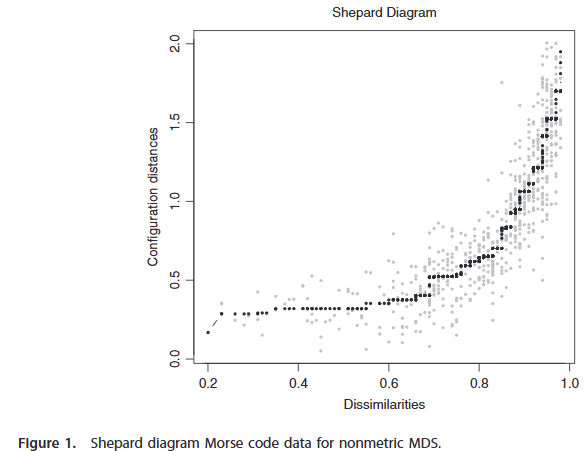 Shepard Diagram
2.0
1.5
1.0
0.5
0.0
Configuration distances
0.2 0.4 0.6 0.8 1.0
Dissimilarities
Figure 1. Shepard diagram Morse code data for nonmetric MDS.